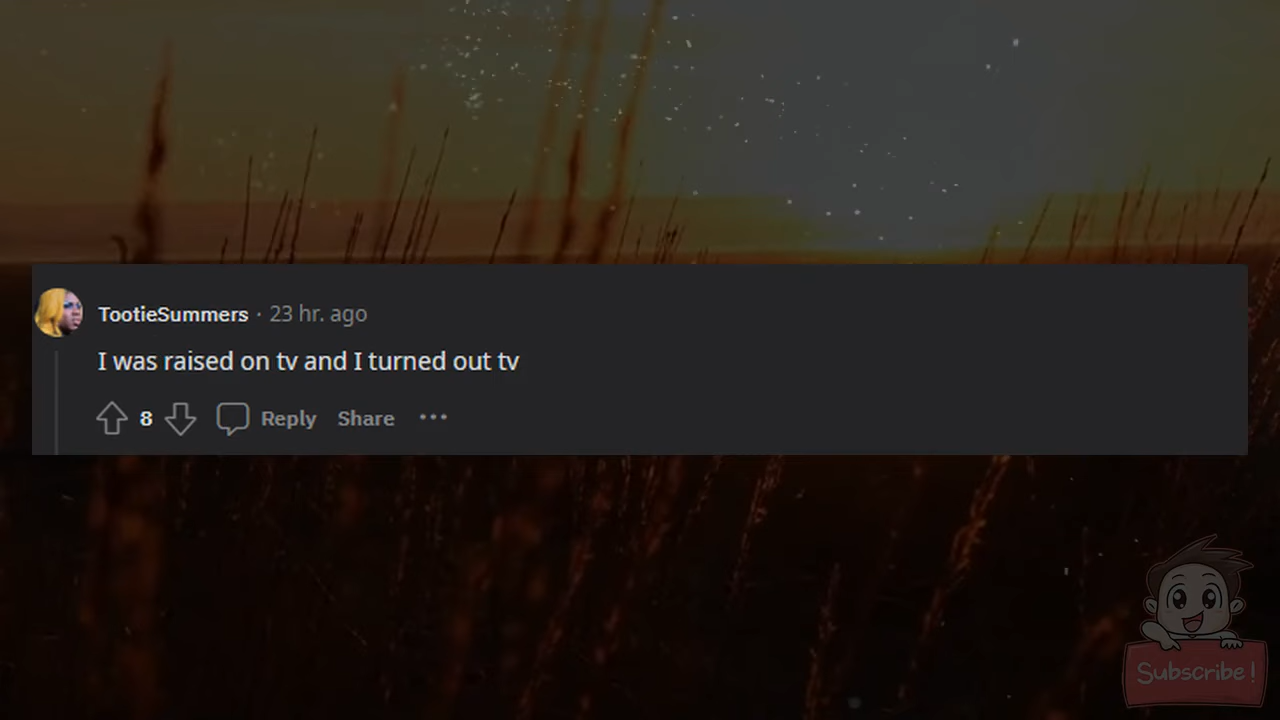 TootieSummers · 23 hr. ago
I was raised on tv and I turned out tv
8 Reply Share ···
Subscribe!